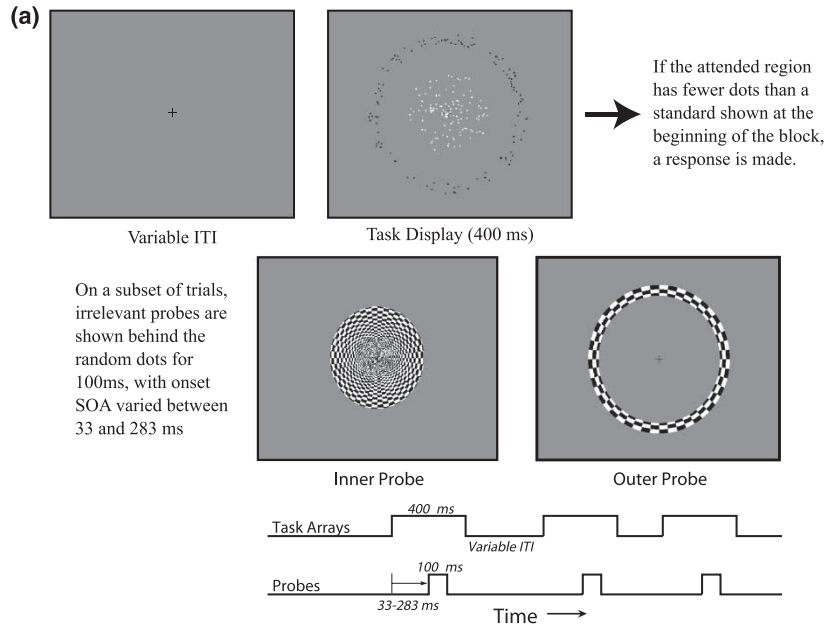 (a)
If the attended region
has fewer dots than a
standard shown at the
beginning of the block,
a response is made.
Variable ITI
Task Display (400 ms)
On a subset of trials,
irrelevant probes are
shown behind the
random dots for
100ms, with onset
SOA varied between
33 and 283 ms
Inner Probe
Outer Probe
400 ms
Task Arrays
Variable ITI
100 ms
Probes
33-283 ms
Time